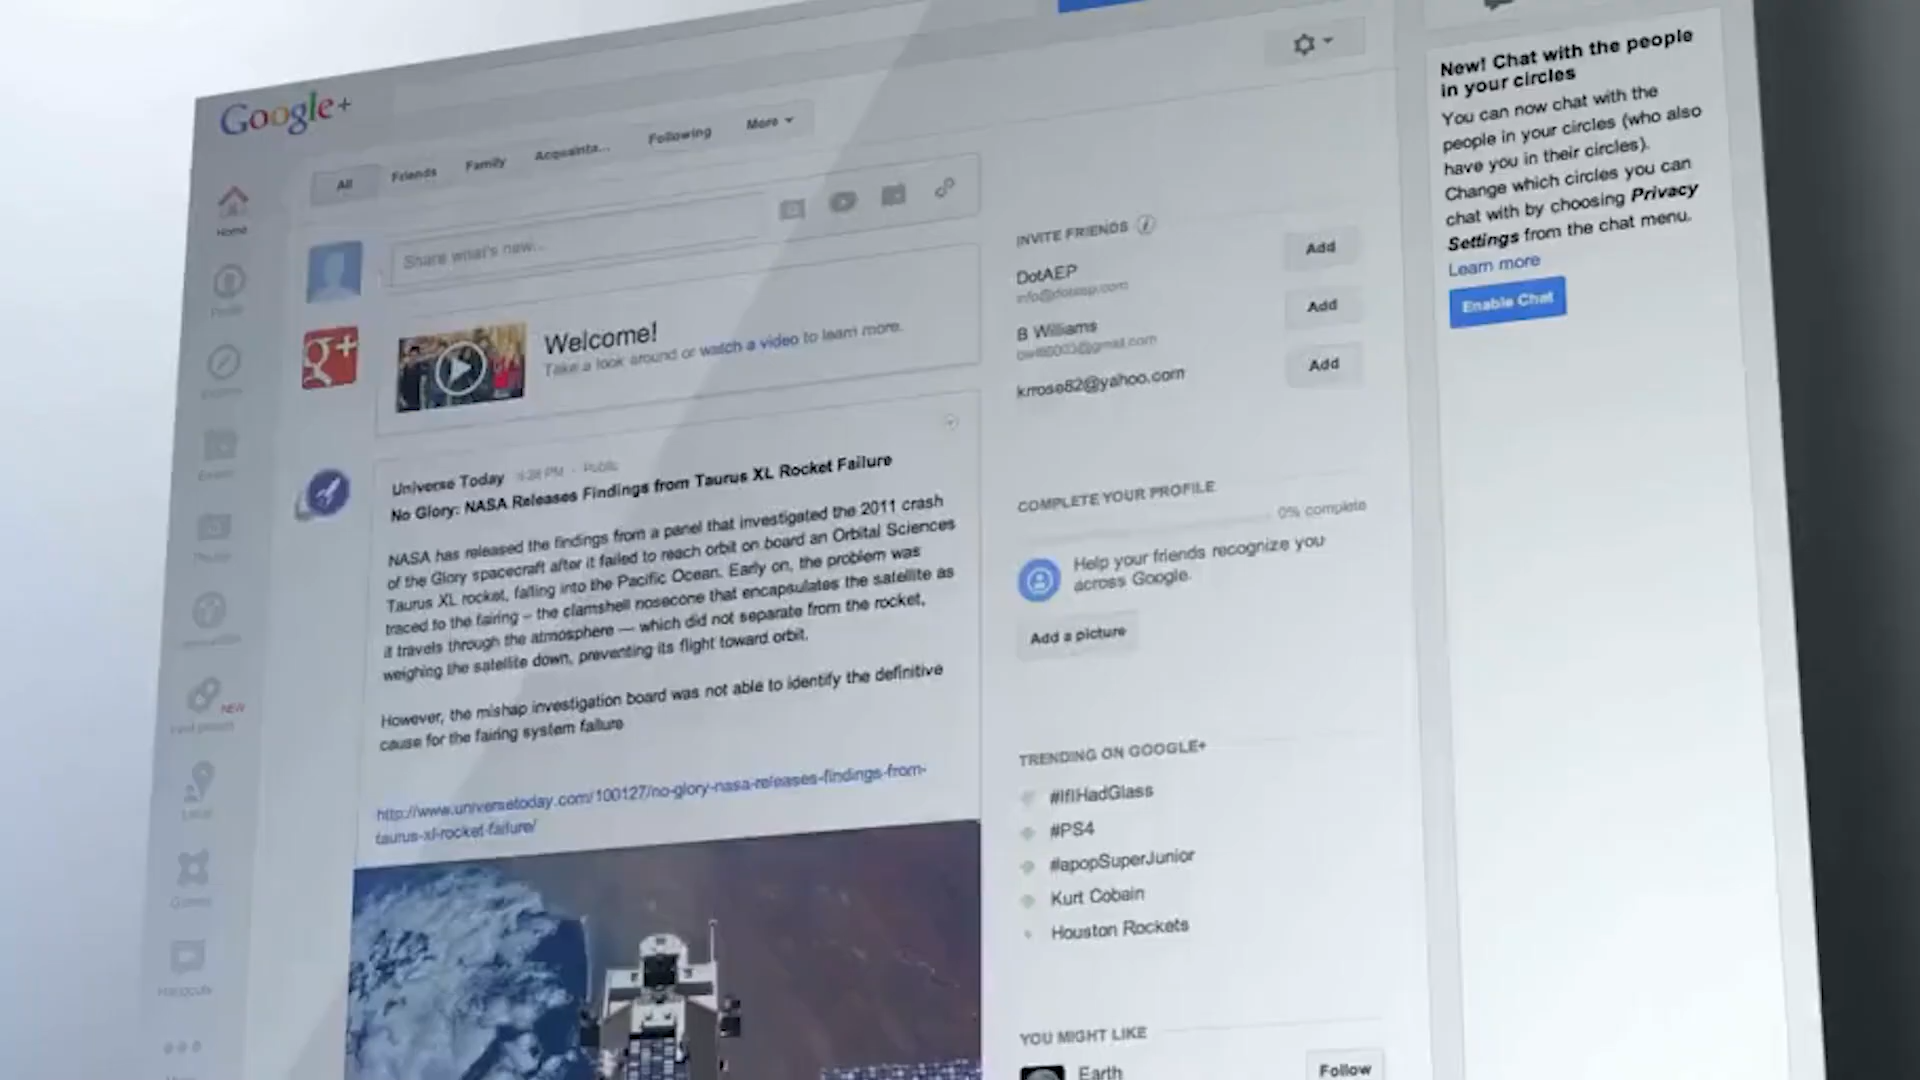 Google+
All
Friends
Family
Acquainta...
Following
More
Home
Share what's new...
Welcome!
Take a look around or watch a video to learn more.
Universe Today
Public
No Glory: NASA Releases Findings from Taurus XL Rocket Failure
NASA has released the findings from a panel that investigated the 2011 crash
of the Glory spacecraft after it failed to reach orbit on board an Orbital Sciences
Taurus XL rocket, falling into the Pacific Ocean. Early on, the problem was
traced to the fairing – the clamshell nosecone that encapsulates the satellite as
it travels through the atmosphere — which did not separate from the rocket,
weighing the satellite down, preventing its flight toward orbit.
However, the mishap investigation board was not able to identify the definitive
cause for the fairing system failure
http://www.universetoday.com/100127/no-glory-nasa-releases-findings-from-
taurus-xl-rocket-failure/
NEW
Local
Games
Hangouts
INVITE FRIENDS
DotAEP
Add
B Williams
Add
krrose82@yahoo.com
Add
COMPLETE YOUR PROFILE
0% complete
Help your friends recognize you
across Google.
Add a picture
TRENDING ON GOOGLE+
#IfIHadGlass
#PS4
#apopSuperJunior
Kurt Cobain
Houston Rockets
YOU MIGHT LIKE
Earth
Follow
New! Chat with the people
in your circles
You can now chat with the
people in your circles (who also
have you in their circles).
Change which circles you can
chat with by choosing Privacy
Settings from the chat menu.
Learn more
Enable Chat